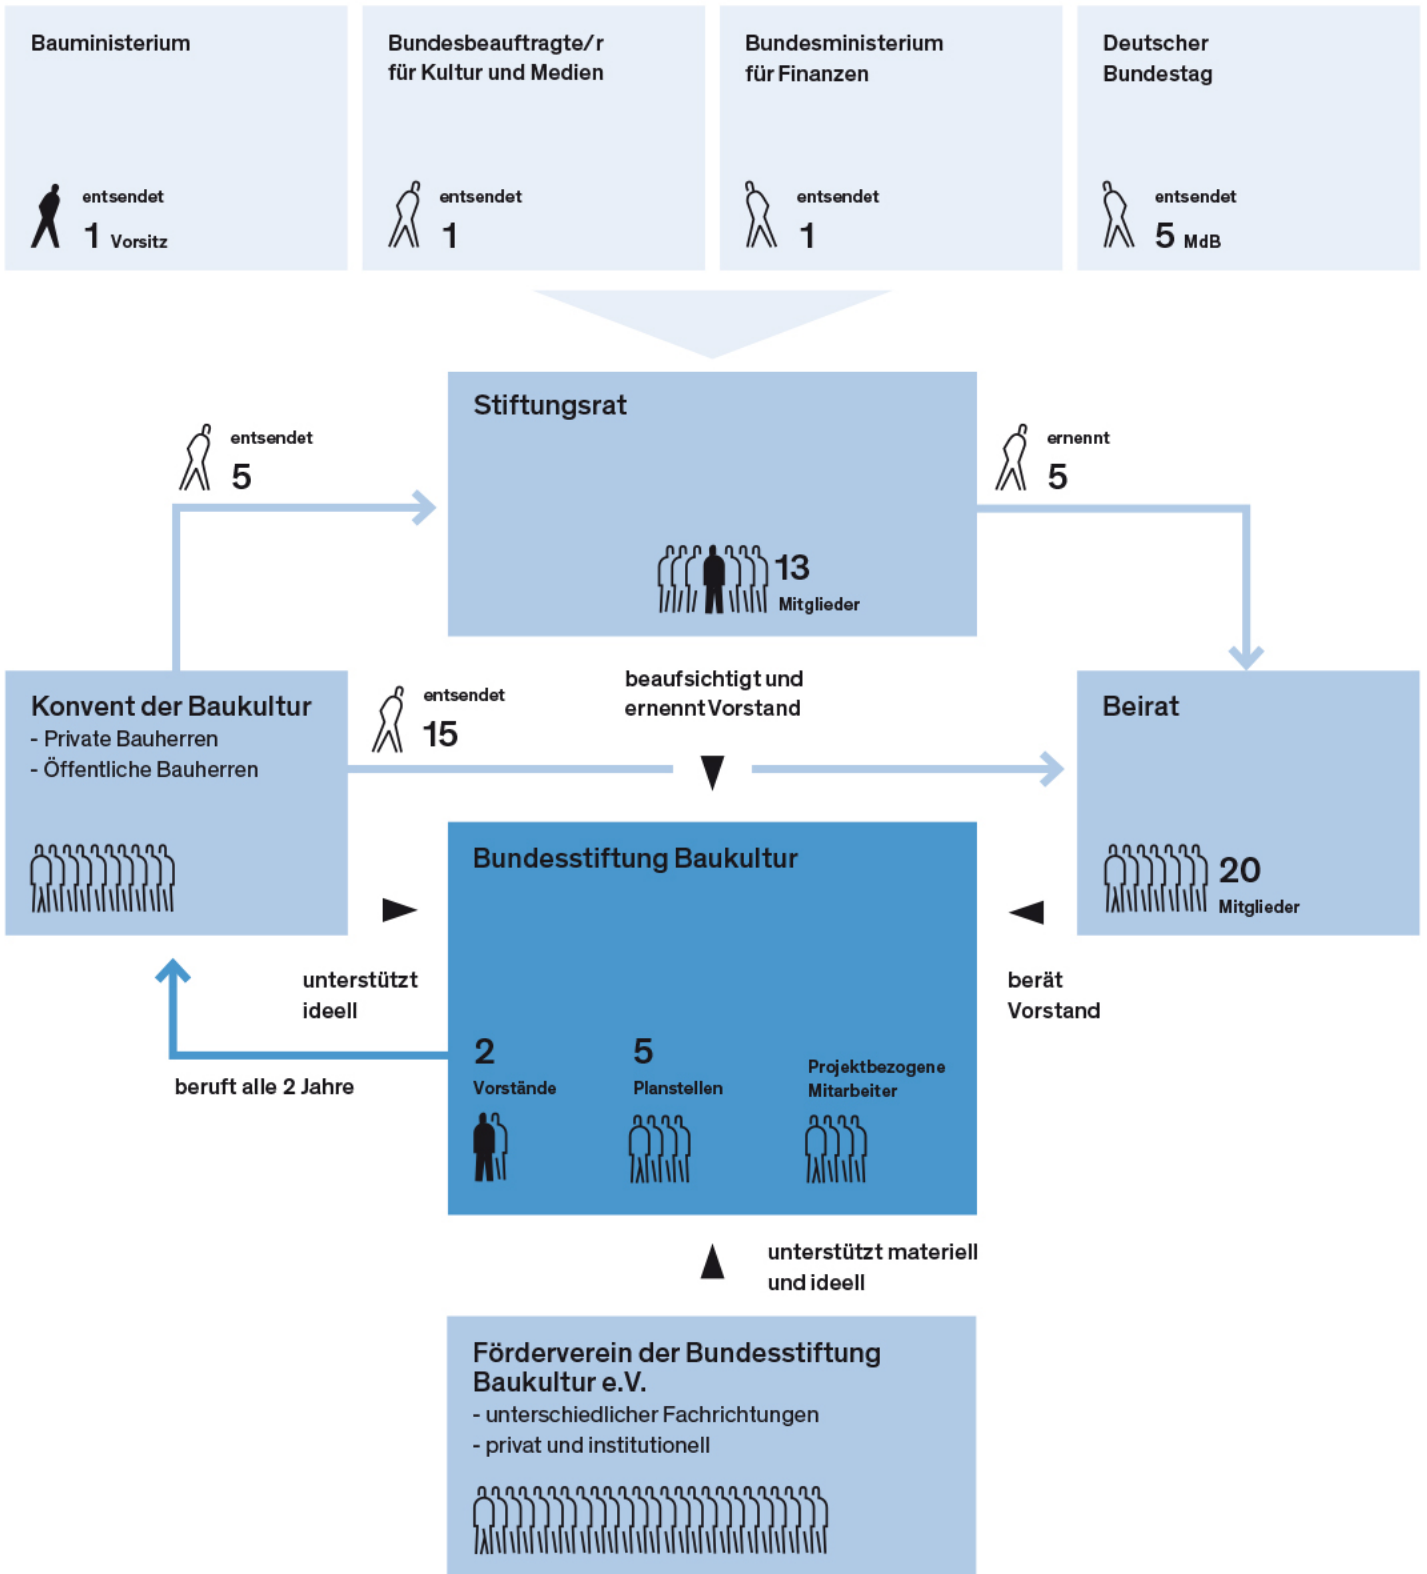 Bauministerium
entsendet
1 Vorsitz
Bundesbeauftragte/r
für Kultur und Medien
entsendet
1
Bundesministerium
für Finanzen
entsendet
1
Deutscher
Bundestag
entsendet
5 MdB
Stiftungsrat
13
Mitglieder
entsendet
5
ernennt
5
Konvent der Baukultur
- Private Bauherren
- Öffentliche Bauherren
entsendet
15
beaufsichtigt und
ernennt Vorstand
Beirat
20
Mitglieder
Bundesstiftung Baukultur
2
Vorstände
5
Planstellen
Projektbezogene
Mitarbeiter
unterstützt
ideell
berät
Vorstand
beruft alle 2 Jahre
unterstützt materiell
und ideell
Förderverein der Bundesstiftung
Baukultur e.V.
- unterschiedlicher Fachrichtungen
- privat und institutionell